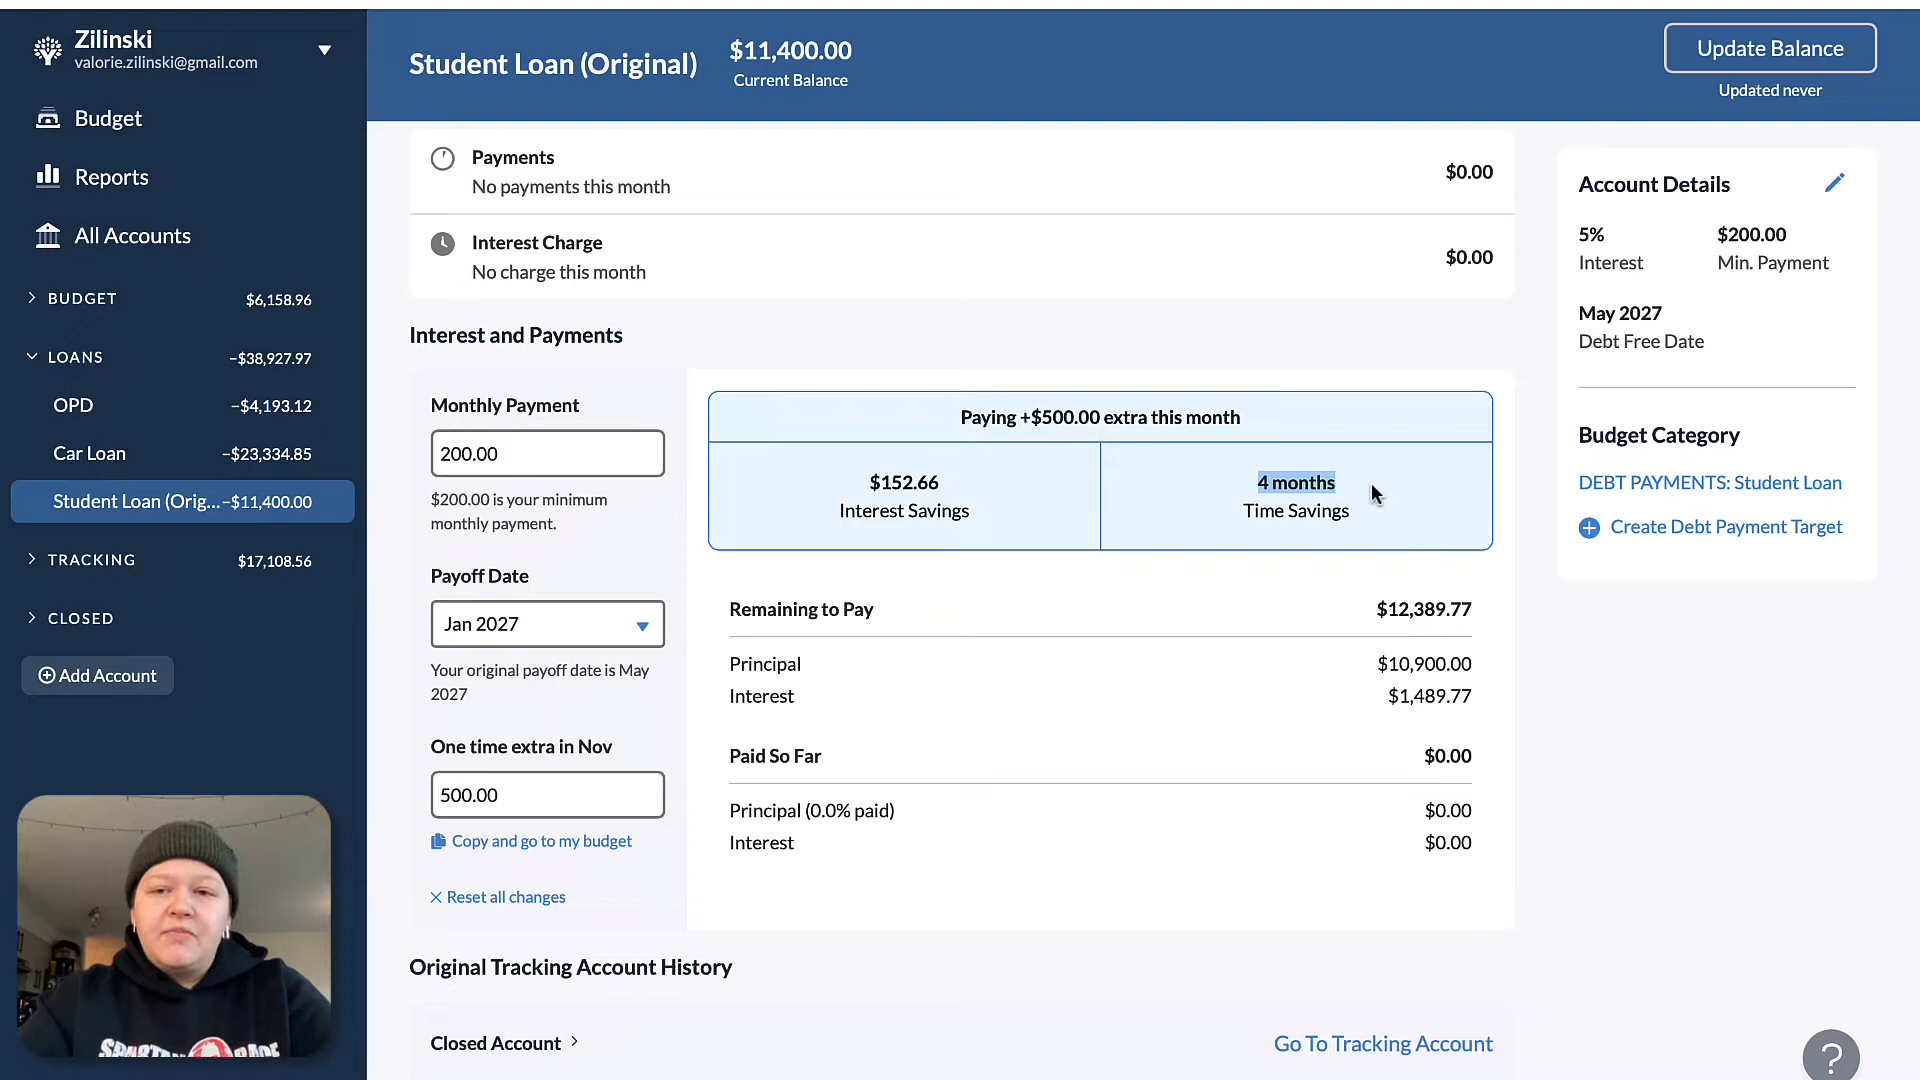 Zilinski
valorie.zilinski@gmail.com
Budget
Reports
All Accounts
BUDGET $6,158.96
LOANS −$38,927.97
OPD −$4,193.12
Car Loan −$23,334.85
Student Loan (Orig... −$11,400.00
TRACKING $17,108.56
CLOSED
Add Account
Student Loan (Original)
$11,400.00
Current Balance
Update Balance
Updated never
Payments
No payments this month
$0.00
Interest Charge
No charge this month
$0.00
Interest and Payments
Monthly Payment
200.00
$200.00 is your minimum
monthly payment.
Payoff Date
Jan 2027
Your original payoff date is May
2027
One time extra in Nov
500.00
Copy and go to my budget
Reset all changes
Paying +$500.00 extra this month
$152.66
Interest Savings
4 months
Time Savings
Remaining to Pay $12,389.77
Principal $10,900.00
Interest $1,489.77
Paid So Far $0.00
Principal (0.0% paid) $0.00
Interest $0.00
Original Tracking Account History
Closed Account
Go To Tracking Account
Account Details
5%
Interest
$200.00
Min. Payment
May 2027
Debt Free Date
Budget Category
DEBT PAYMENTS: Student Loan
Create Debt Payment Target
?